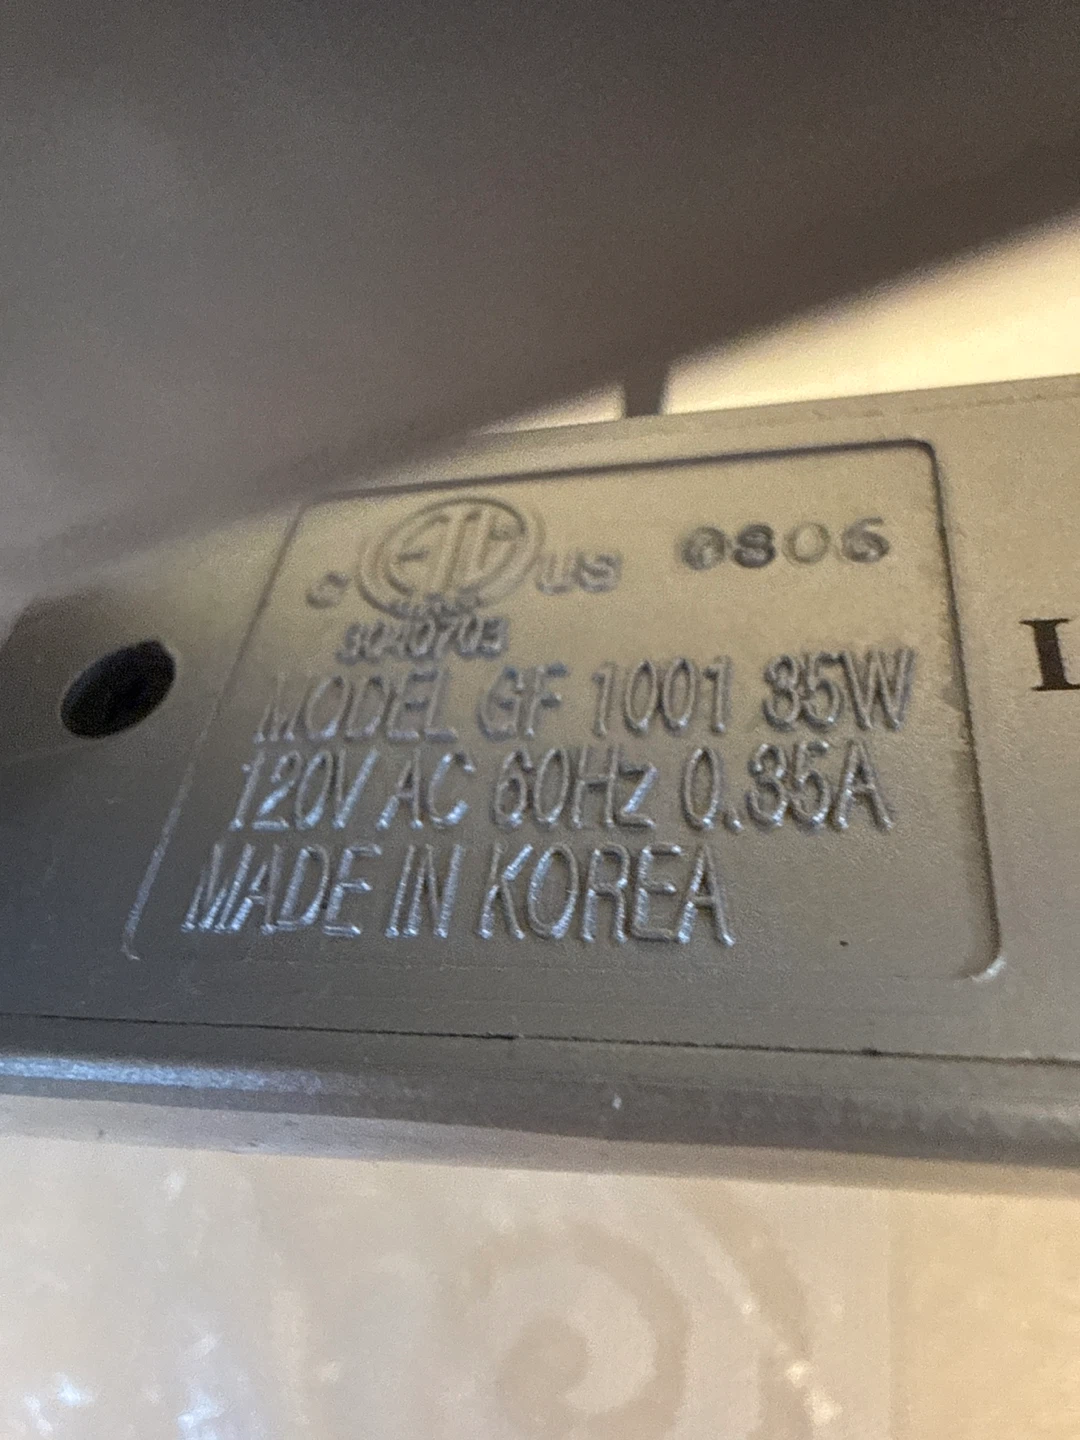 c ETL US 0806
3040703
MODEL GF 1001 35W
120V AC 60Hz 0.35A
MADE IN KOREA